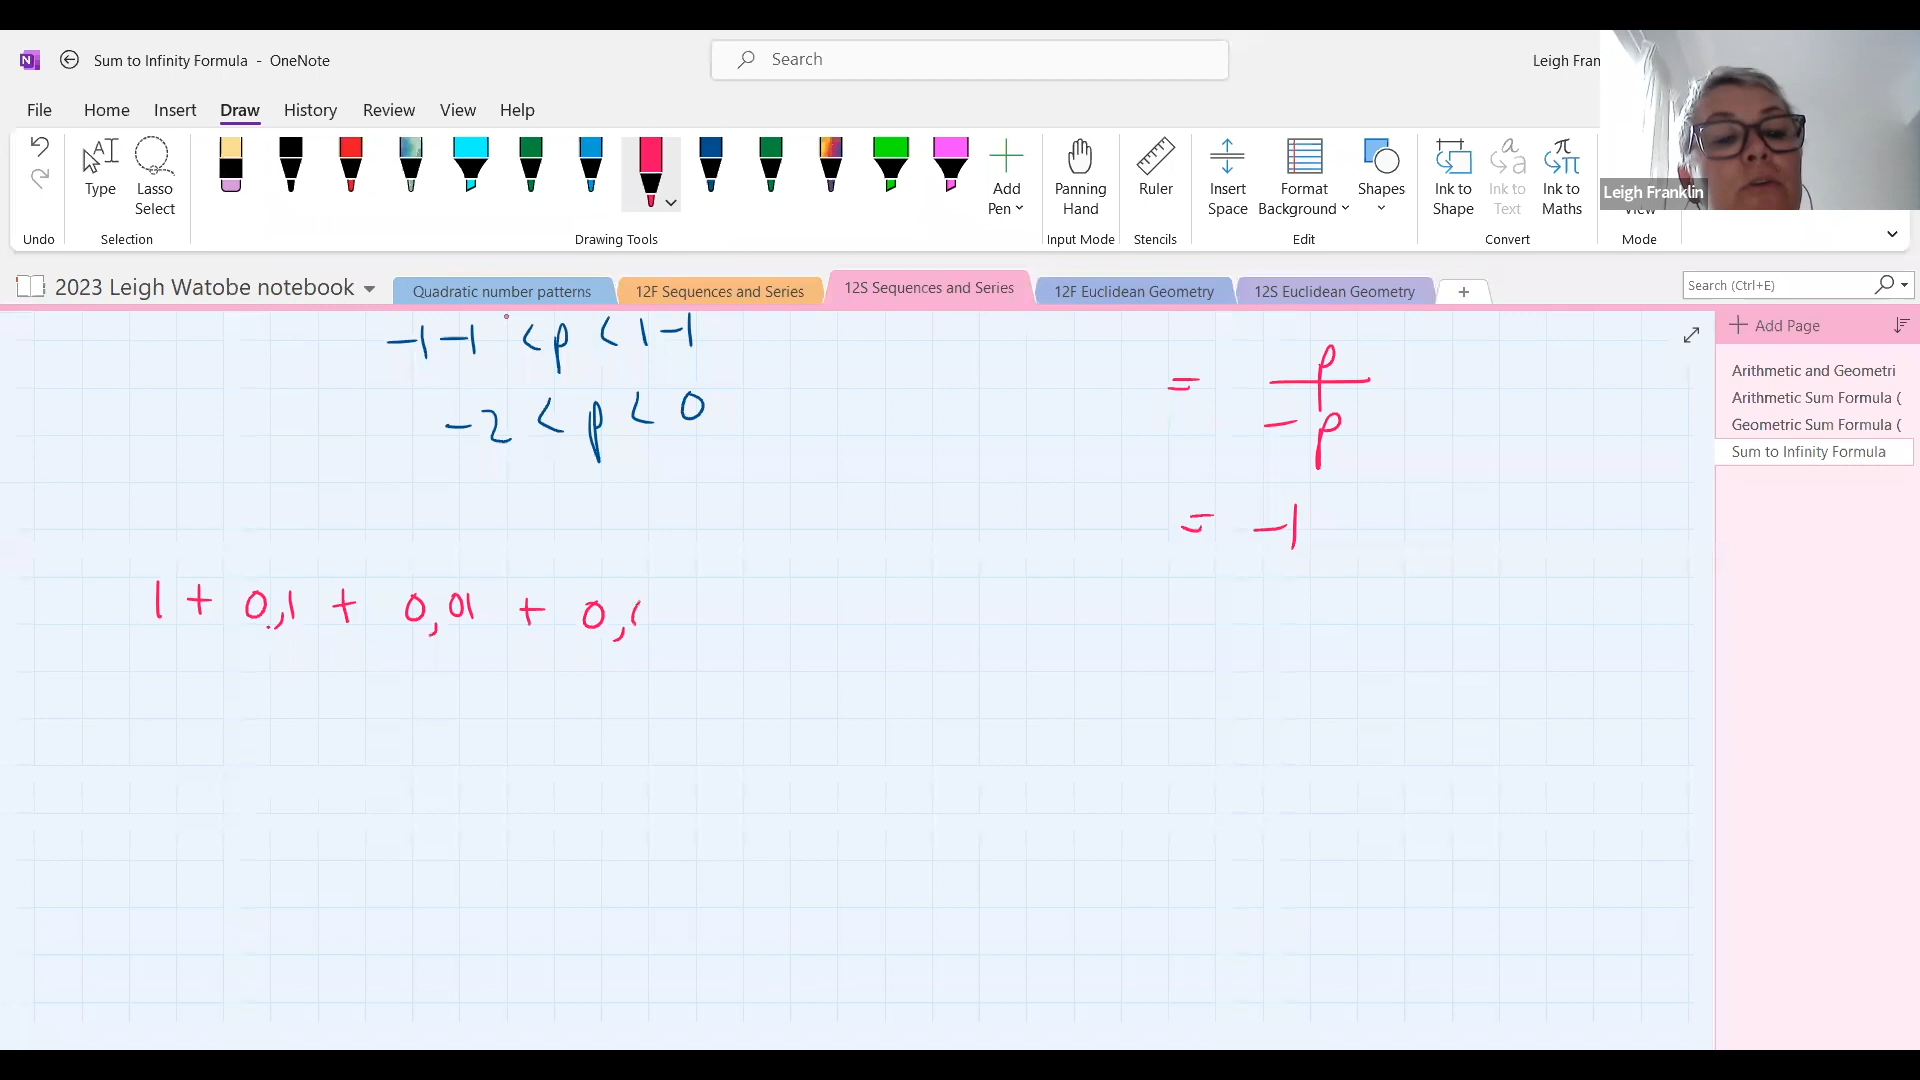 Sum to Infinity Formula - OneNote
Search
Leigh Fran
File Home Insert Draw History Review View Help
Type
Lasso Select
Add Pen
Panning Hand
Ruler
Insert Space
Format Background
Shapes
Ink to Shape
Ink to Text
Ink to Maths
View
Leigh Franklin
Undo
Selection
Drawing Tools
Input Mode
Stencils
Edit
Convert
Mode
2023 Leigh Watobe notebook
Quadratic number patterns
12F Sequences and Series
12S Sequences and Series
12F Euclidean Geometry
12S Euclidean Geometry
Search (Ctrl+E)
Add Page
Arithmetic and Geometri
Arithmetic Sum Formula (
Geometric Sum Formula (
Sum to Infinity Formula
-1-1 < p < 1-1
-2 < p < 0
= p
-p
= -1
1 + 0,1 + 0,01 + 0,